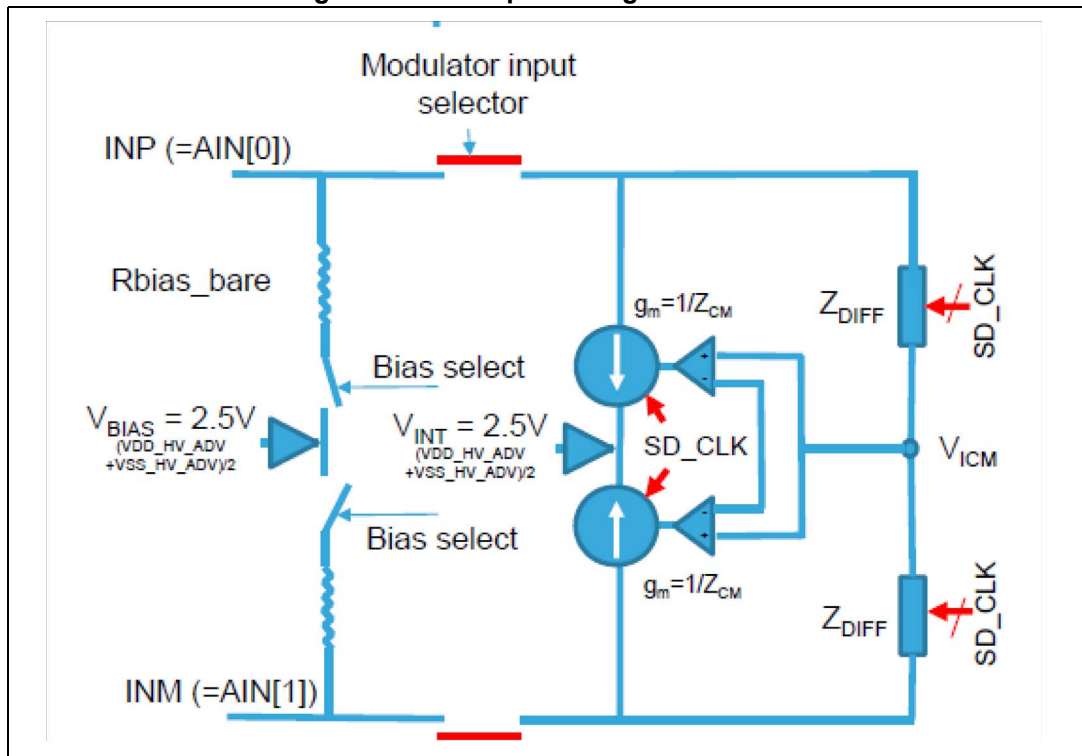 Modulator input
selector
INP (=AIN[0])
Rbias_bare
Bias select
VBIAS = 2.5V
(VDD_HV_ADV
+VSS_HV_ADV)/2
Bias select
INM (=AIN[1])
VINT = 2.5V
(VDD_HV_ADV
+VSS_HV_ADV)/2
gm=1/ZCM
+
-
SD_CLK
-
+
gm=1/ZCM
ZDIFF
SD_CLK
VICM
ZDIFF
SD_CLK